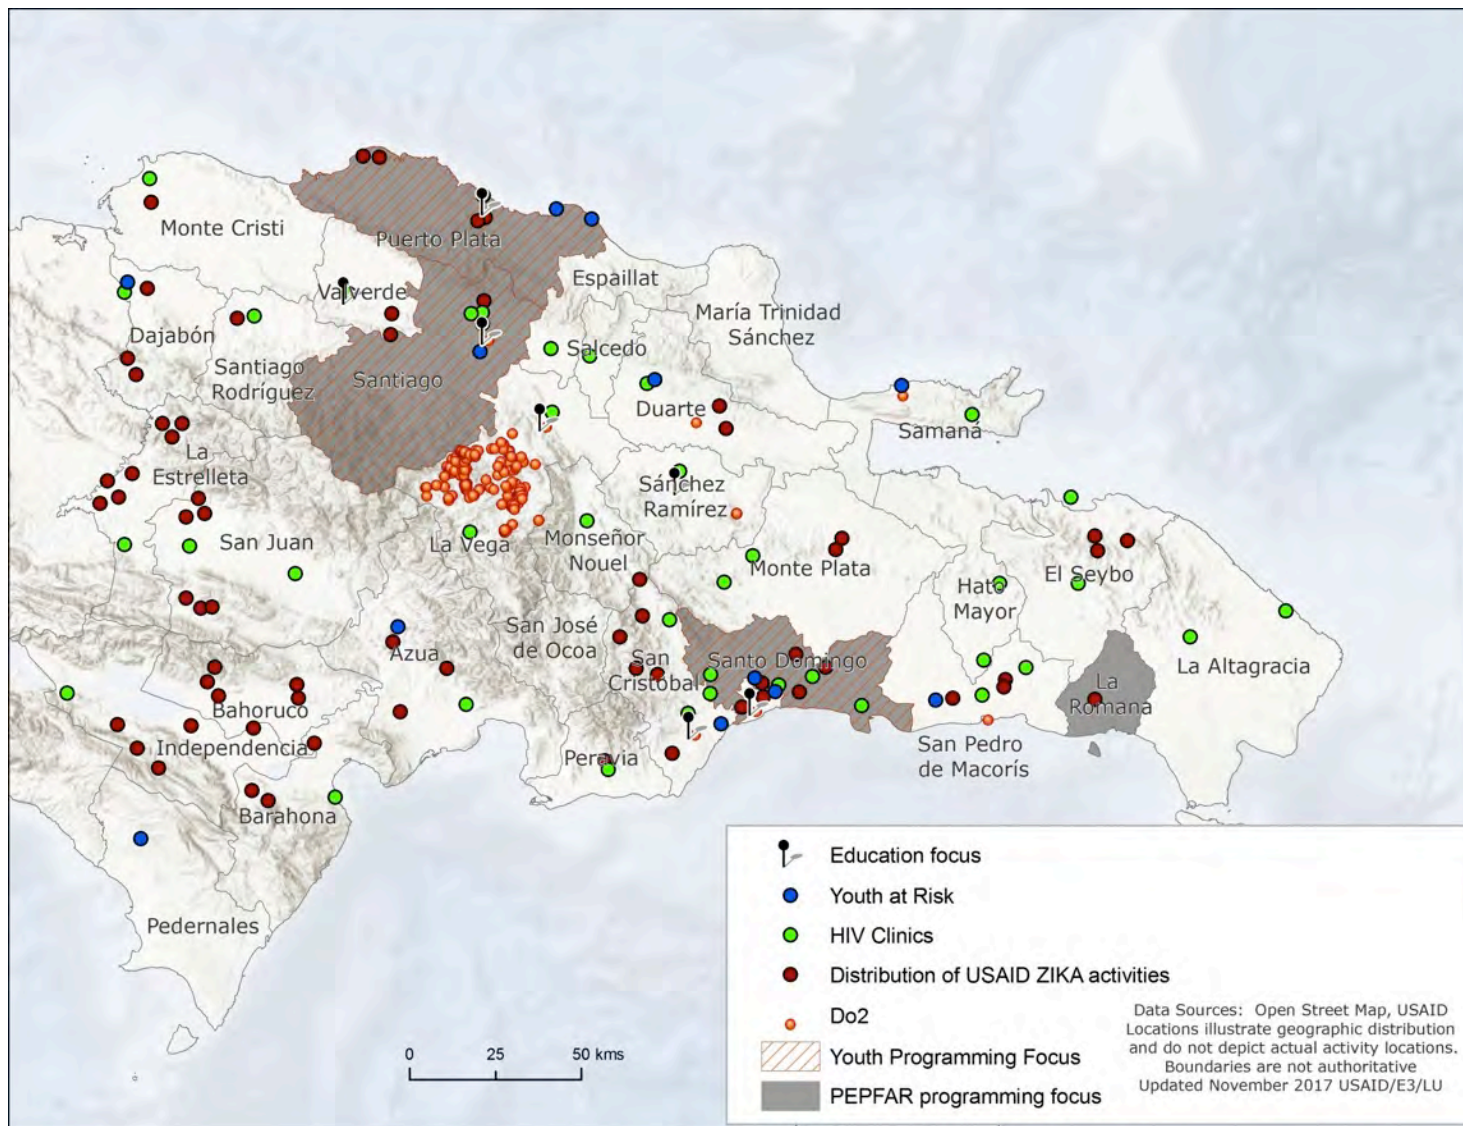 Monte Cristi
Puerto Plata
Espaillat
Valverde
María Trinidad
Sánchez
Dajabón
Salcedo
Santiago
Rodríguez
Santiago
Duarte
Samaná
La
Estrelleta
Sánchez
Ramírez
San Juan
La Vega
Monseñor
Nouel
Monte Plata
El Seybo
Hato
Mayor
San José
de Ocoa
Azua
San
Cristobal
Santo Domingo
La Altagracia
La
Romana
Bahoruco
Independencia
Peravia
San Pedro
de Macorís
Barahona
Pedernales
0 25 50 kms
Education focus
Youth at Risk
HIV Clinics
Distribution of USAID ZIKA activities
Do2
Youth Programming Focus
PEPFAR programming focus
Data Sources: Open Street Map, USAID
Locations illustrate geographic distribution
and do not depict actual activity locations.
Boundaries are not authoritative
Updated November 2017 USAID/E3/LU